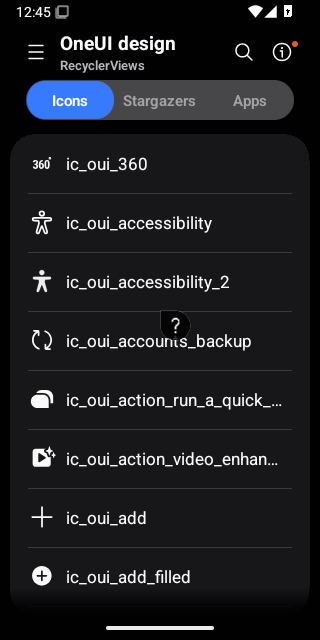 12:45
OneUI design
RecyclerViews
Icons
Stargazers
Apps
360°
ic_oui_360
ic_oui_accessibility
ic_oui_accessibility_2
?
ic_oui_accounts_backup
ic_oui_action_run_a_quick_...
ic_oui_action_video_enhan...
ic_oui_add
ic_oui_add_filled